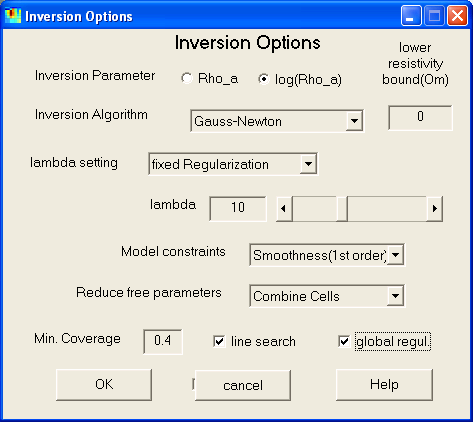 Inversion Options
Inversion Options
lower
resistivity
bound(Om)
Inversion Parameter Rho_a log(Rho_a)
Inversion Algorithm Gauss-Newton 0
lambda setting fixed Regularization
lambda 10
Model constraints Smoothness(1st order)
Reduce free parameters Combine Cells
Min. Coverage 0.4 line search global regul.
OK cancel Help